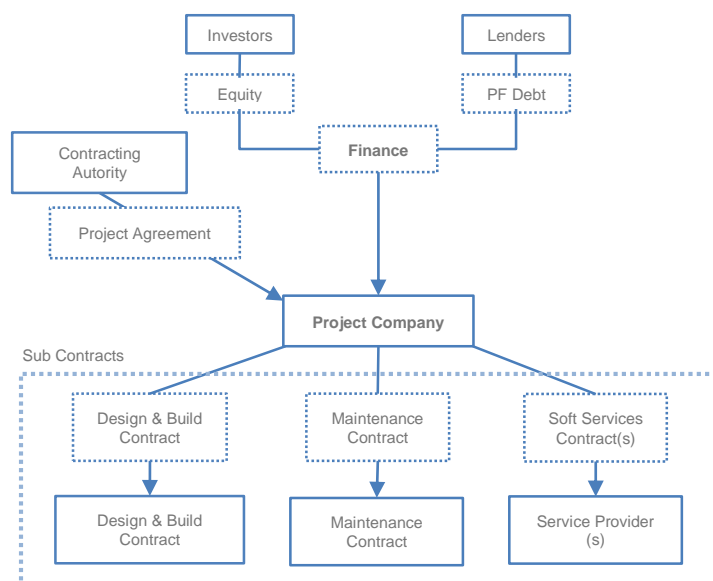 Investors
Lenders
Equity
PF Debt
Finance
Contracting
Autority
Project Agreement
Project Company
Sub Contracts
Design & Build
Contract
Maintenance
Contract
Soft Services
Contract(s)
Design & Build
Contract
Maintenance
Contract
Service Provider
(s)